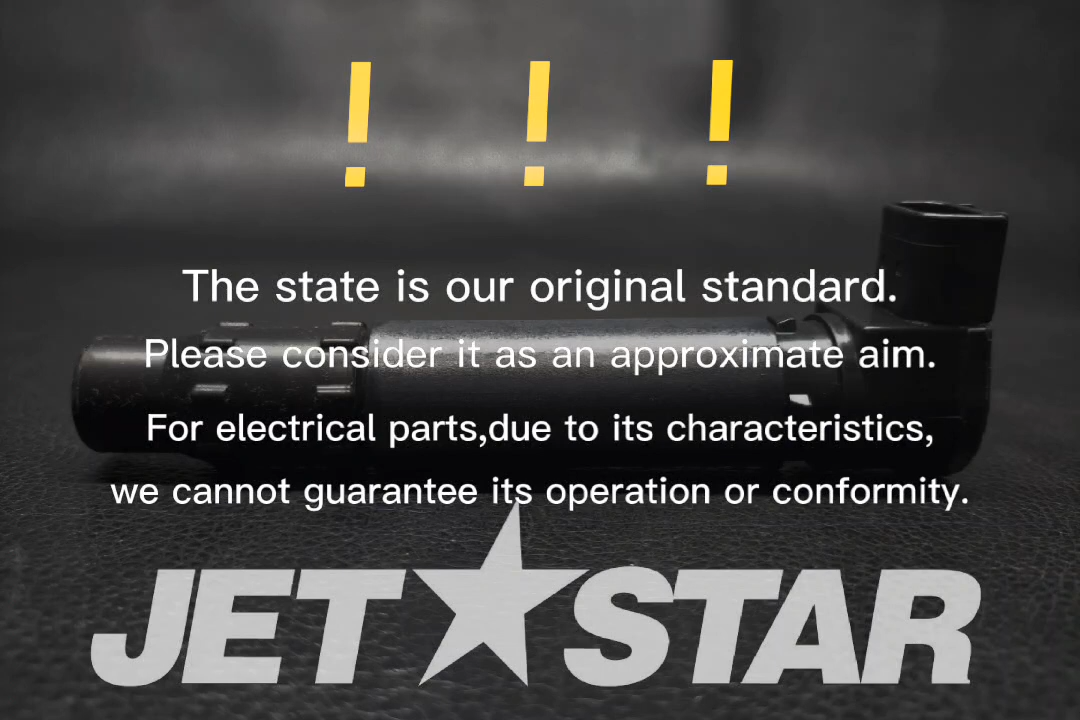 ! ! !
The state is our original standard.
Please consider it as an approximate aim.
For electrical parts,due to its characteristics,
we cannot guarantee its operation or conformity.
JET★STAR